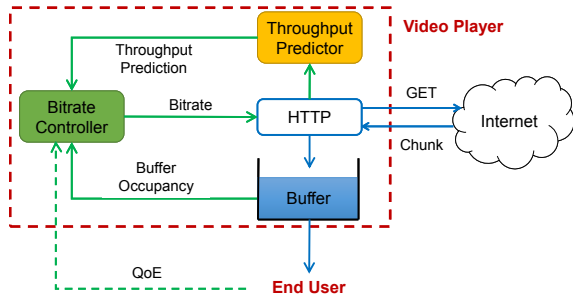 Throughput
Predictor
Video Player
Throughput
Prediction
GET
Bitrate
Controller
Bitrate
HTTP
Internet
Chunk
Buffer
Occupancy
Buffer
QoE
End User